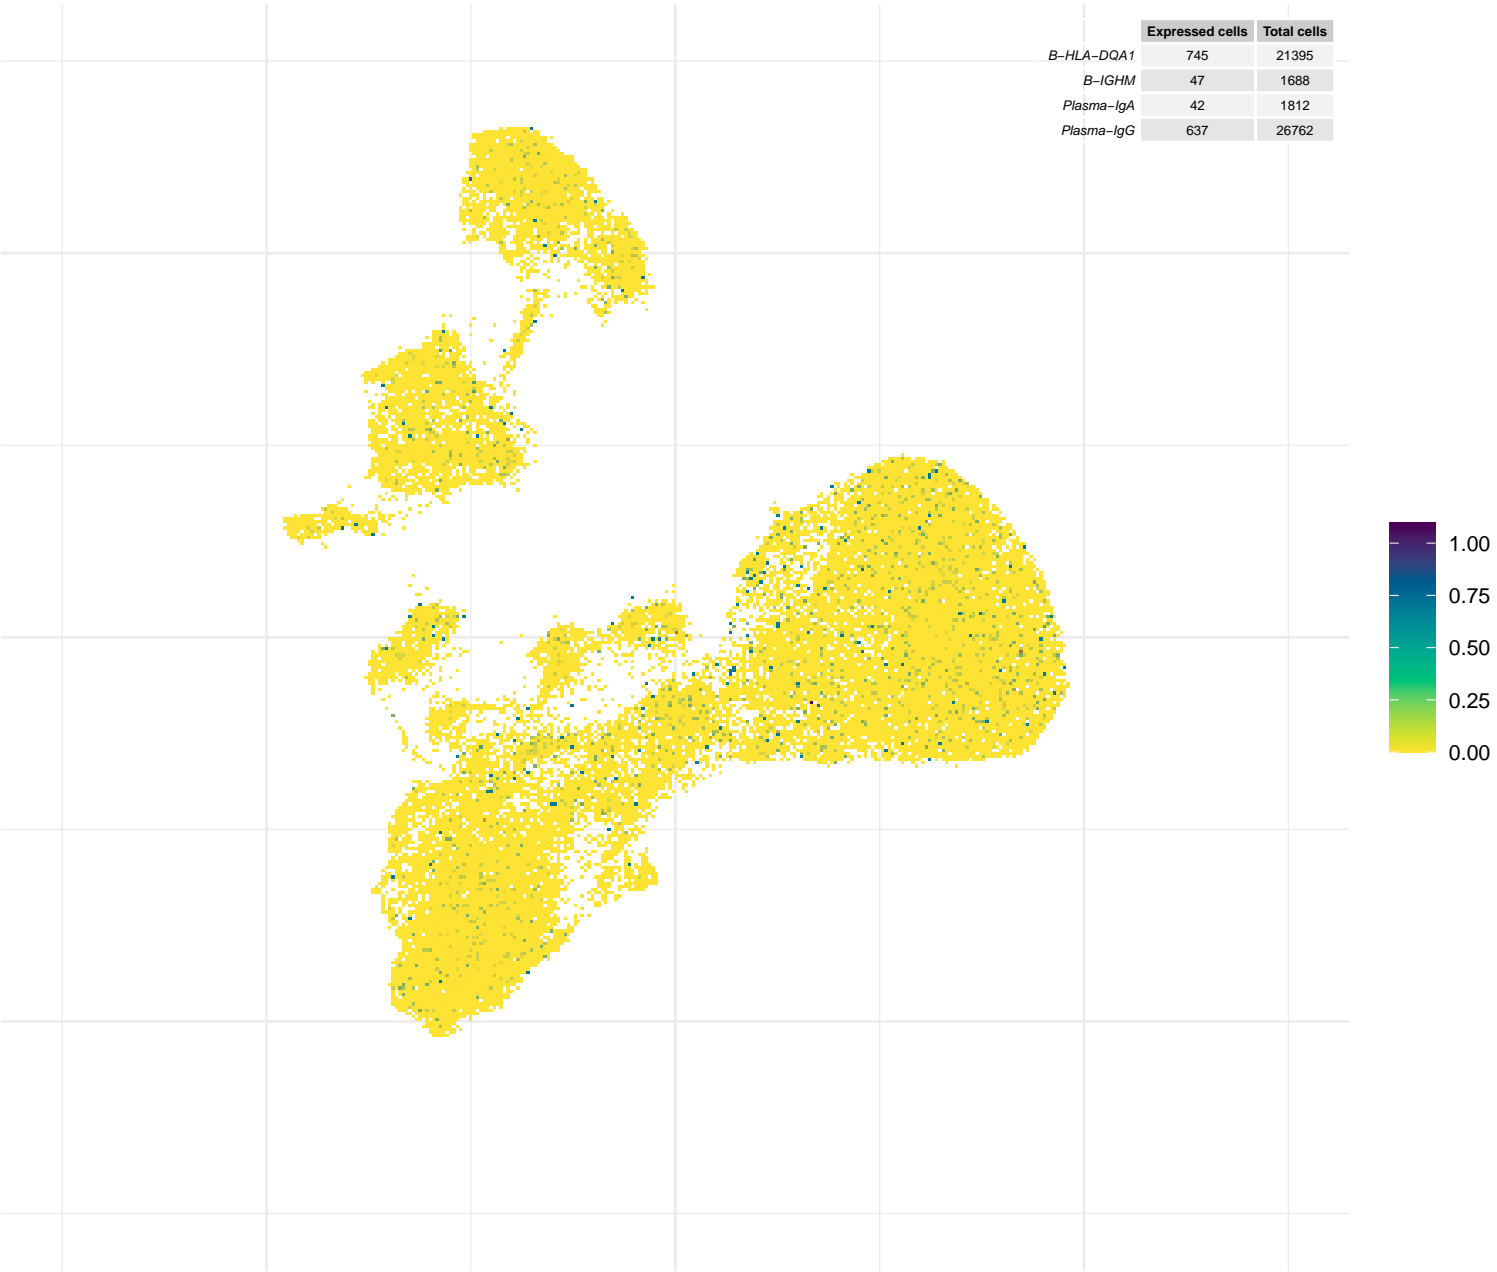 Expressed cells Total cells
B−HLA−DQA1 745 21395
B−IGHM 47 1688
Plasma−IgA 42 1812
Plasma−IgG 637 26762
1.00
0.75
0.50
0.25
0.00